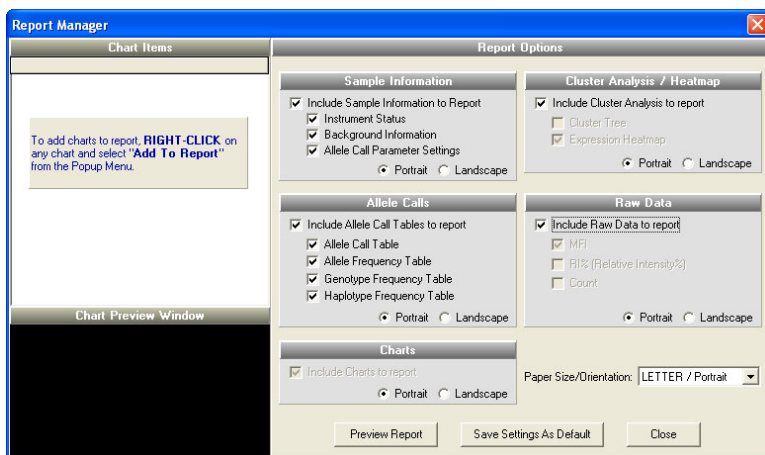 Report Manager
Chart Items
To add charts to report, RIGHT-CLICK on
any chart and select "Add To Report"
from the Popup Menu.
Chart Preview Window
Report Options
Sample Information
Include Sample Information to Report
Instrument Status
Background Information
Allele Call Parameter Settings
Portrait Landscape
Cluster Analysis / Heatmap
Include Cluster Analysis to report
Cluster Tree
Expression Heatmap
Portrait Landscape
Allele Calls
Include Allele Call Tables to report
Allele Call Table
Allele Frequency Table
Genotype Frequency Table
Haplotype Frequency Table
Portrait Landscape
Raw Data
Include Raw Data to report
MFI
RI% (Relative Intensity%)
Count
Portrait Landscape
Charts
Include Charts to report
Portrait Landscape
Paper Size/Orientation: LETTER / Portrait
Preview Report Save Settings As Default Close